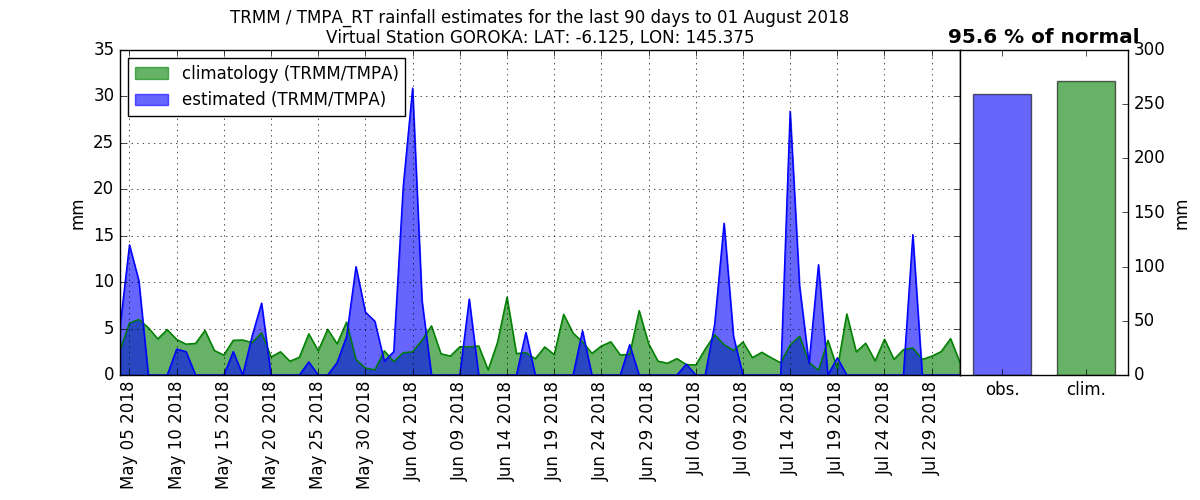 TRMM / TMPA_RT rainfall estimates for the last 90 days to 01 August 2018
Virtual Station GOROKA: LAT: -6.125, LON: 145.375
95.6 % of normal
climatology (TRMM/TMPA)
estimated (TRMM/TMPA)
35
30
25
20
15
10
5
0
mm
May 05 2018
May 10 2018
May 15 2018
May 20 2018
May 25 2018
May 30 2018
Jun 04 2018
Jun 09 2018
Jun 14 2018
Jun 19 2018
Jun 24 2018
Jun 29 2018
Jul 04 2018
Jul 09 2018
Jul 14 2018
Jul 19 2018
Jul 24 2018
Jul 29 2018
obs.
clim.
300
250
200
150
100
50
0
mm